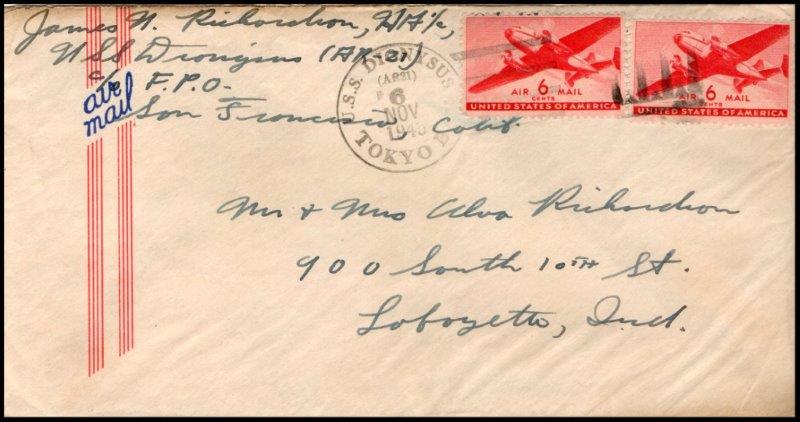 James N. Richardson, HA1/c,
USS Dionysus (AR-21)
c/o F.P.O.
San Francisco, Calif.
air
mail
U.S.S. DIONYSUS
(AR21)
6
NOV
1945
TOKYO
AIR 6 MAIL
CENTS
UNITED STATES OF AMERICA
AIR 6 MAIL
CENTS
UNITED STATES OF AMERICA
Mr & Mrs Alva Richardson
900 South 10TH St.
Lafayette, Ind.